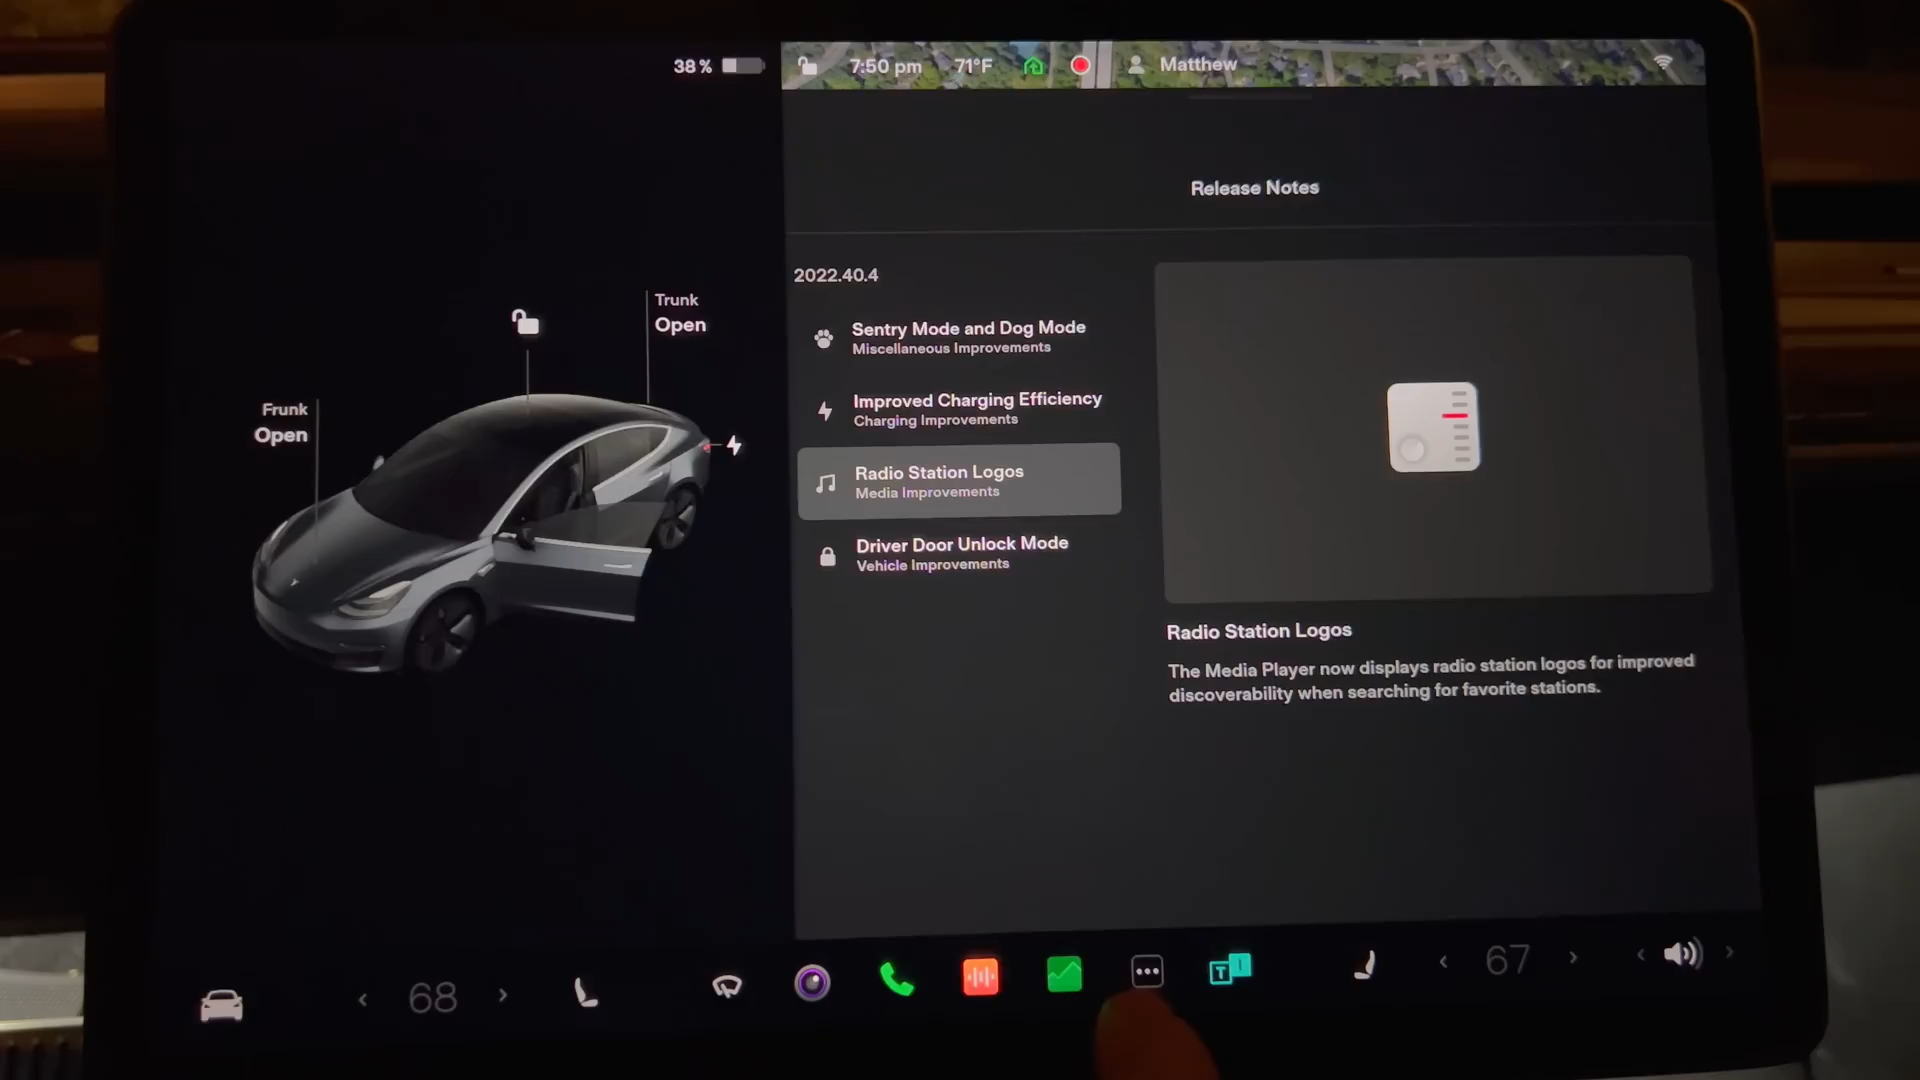 38 %
7:50 pm
71°F
Matthew
Release Notes
2022.40.4
Sentry Mode and Dog Mode
Miscellaneous Improvements
Improved Charging Efficiency
Charging Improvements
Radio Station Logos
Media Improvements
Driver Door Unlock Mode
Vehicle Improvements
Radio Station Logos
The Media Player now displays radio station logos for improved
discoverability when searching for favorite stations.
Trunk
Open
Frunk
Open
68
T
67